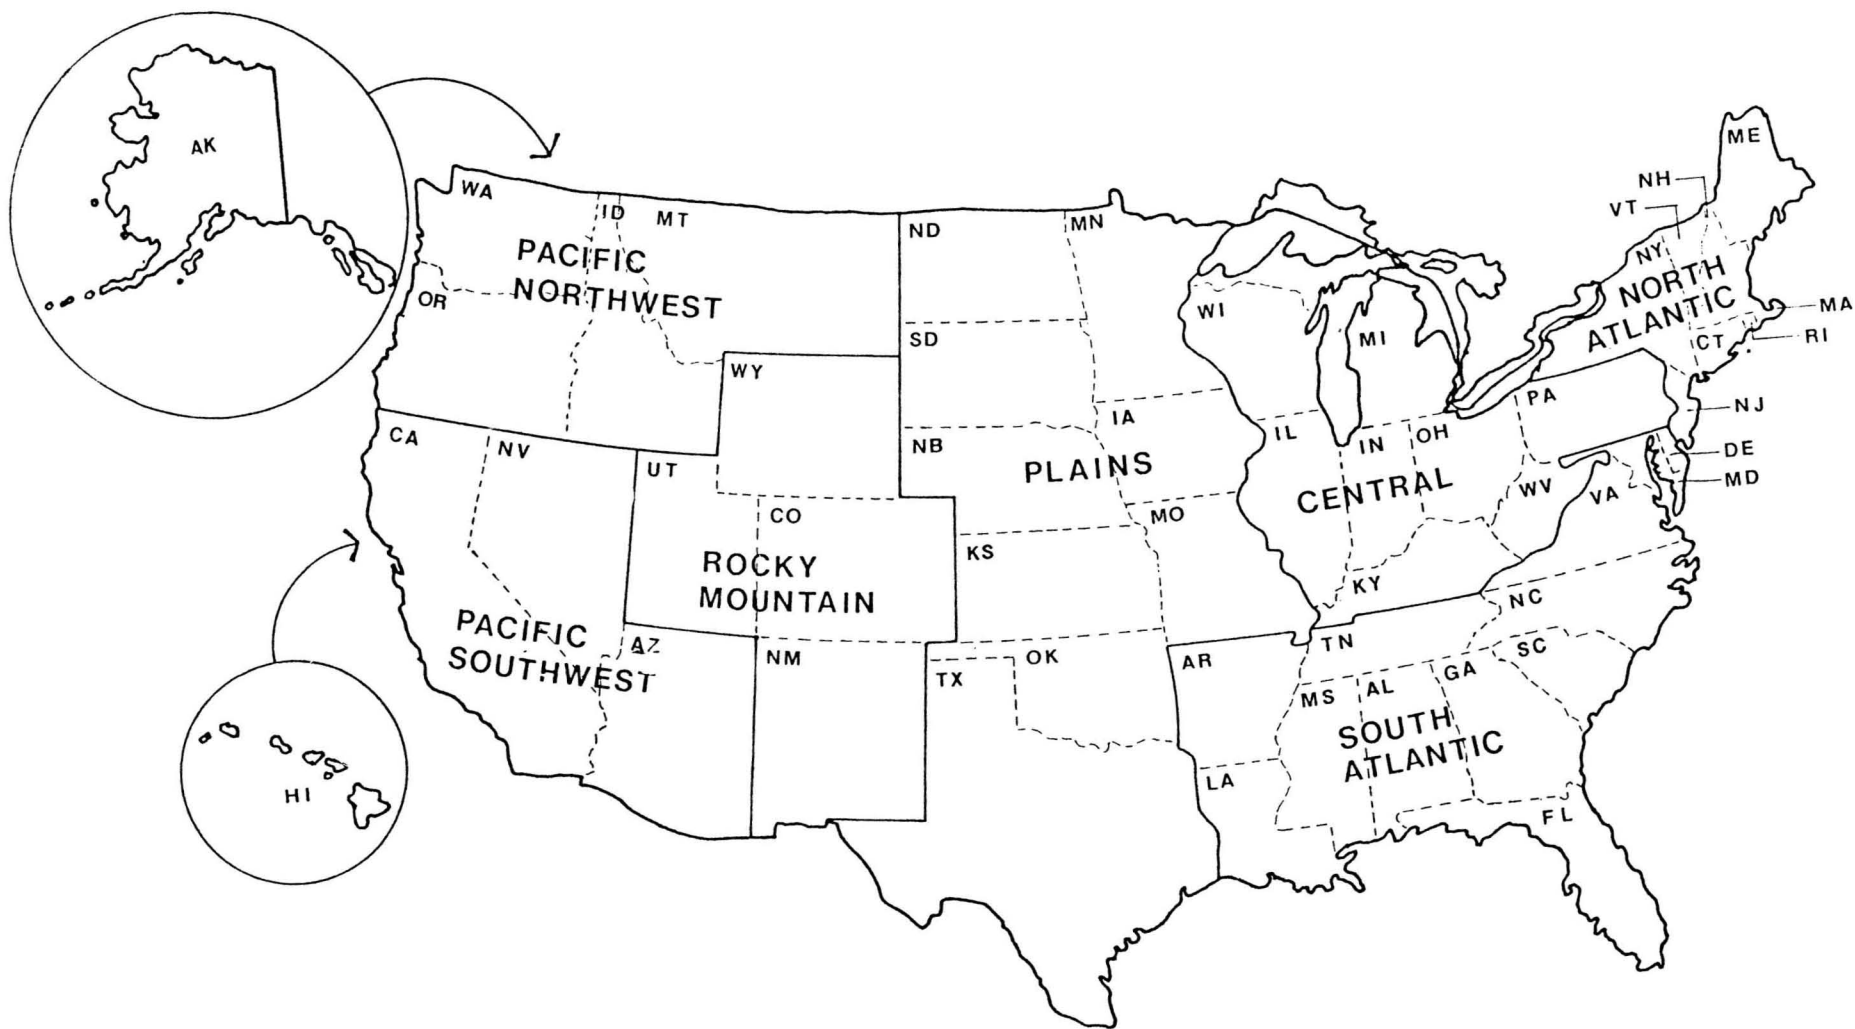 AK
WA
ID
MT
ND
MN
PACIFIC
NORTHWEST
OR
SD
WY
WI
MI
ME
NH
VT
NY
NORTH
ATLANTIC
MA
CT
RI
PA
NJ
DE
MD
CA
NV
UT
NB
IA
IL
IN
OH
PLAINS
CENTRAL
WV
VA
CO
MO
KS
KY
ROCKY
MOUNTAIN
PACIFIC
SOUTHWEST
AZ
NM
TX
OK
AR
TN
NC
SC
MS
AL
GA
SOUTH
ATLANTIC
LA
FL
HI